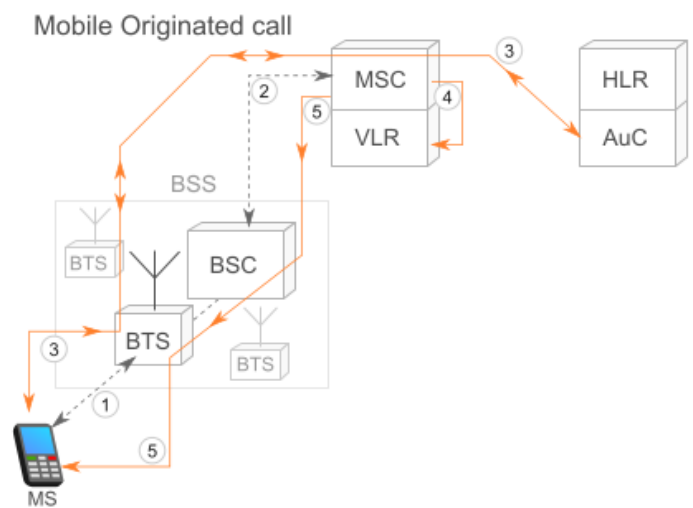 Mobile Originated call
3
MSC
HLR
2
4
5
VLR
AuC
BSS
BTS
BSC
BTS
3
BTS
1
5
MS